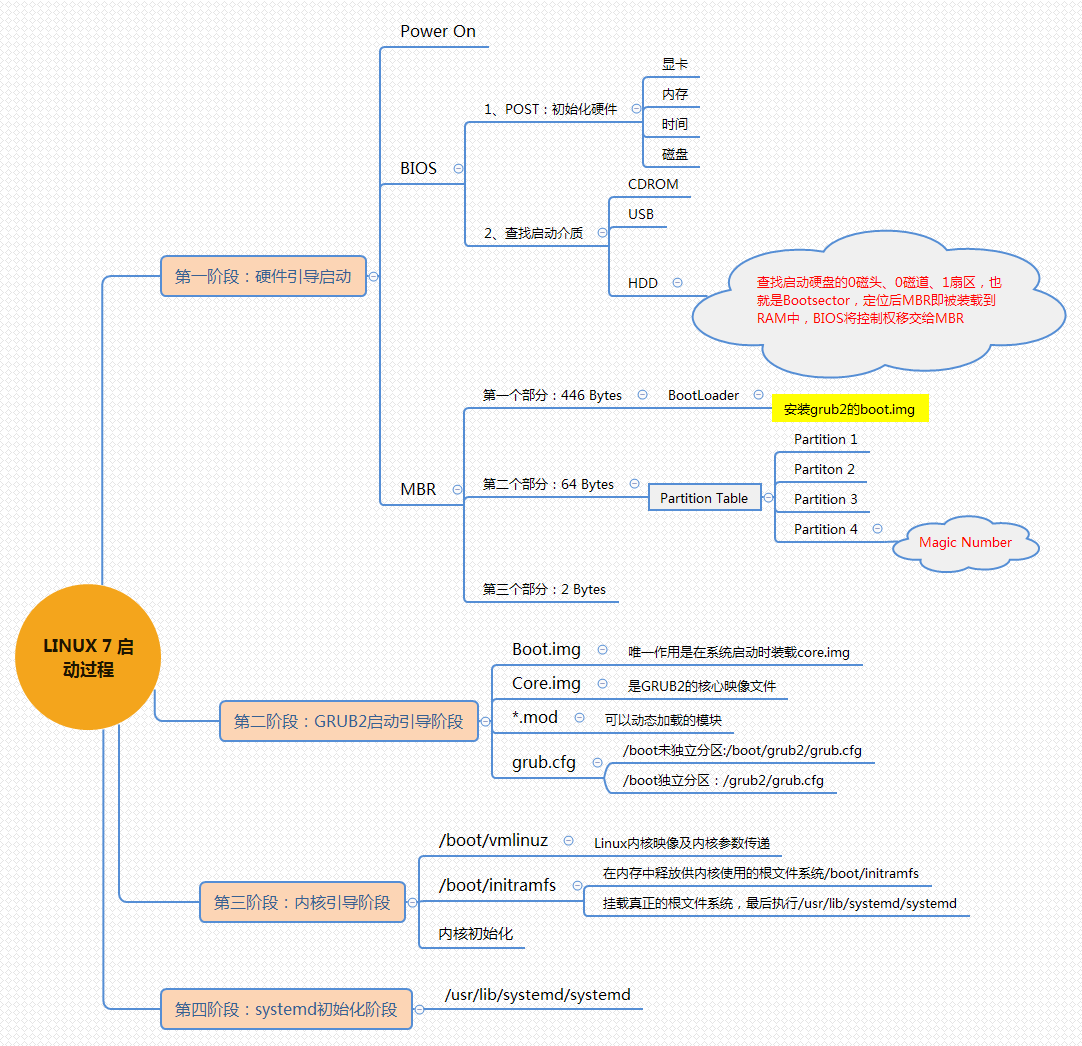 LINUX 7 启
动过程
第一阶段：硬件引导启动
Power On
BIOS
1、POST：初始化硬件
显卡
内存
时间
磁盘
2、查找启动介质
CDROM
USB
HDD
查找启动硬盘的0磁头、0磁道、1扇区，也
就是Bootsector，定位后MBR即被装载到
RAM中，BIOS将控制权移交给MBR
MBR
第一个部分：446 Bytes
BootLoader
安装grub2的boot.img
第二个部分：64 Bytes
Partition Table
Partition 1
Partiton 2
Partition 3
Partition 4
Magic Number
第三个部分：2 Bytes
第二阶段：GRUB2启动引导阶段
Boot.img
唯一作用是在系统启动时装载core.img
Core.img
是GRUB2的核心映像文件
*.mod
可以动态加载的模块
grub.cfg
/boot未独立分区:/boot/grub2/grub.cfg
/boot独立分区：/grub2/grub.cfg
第三阶段：内核引导阶段
/boot/vmlinuz
Linux内核映像及内核参数传递
/boot/initramfs
在内存中释放供内核使用的根文件系统/boot/initramfs
挂载真正的根文件系统，最后执行/usr/lib/systemd/systemd
内核初始化
第四阶段：systemd初始化阶段
/usr/lib/systemd/systemd